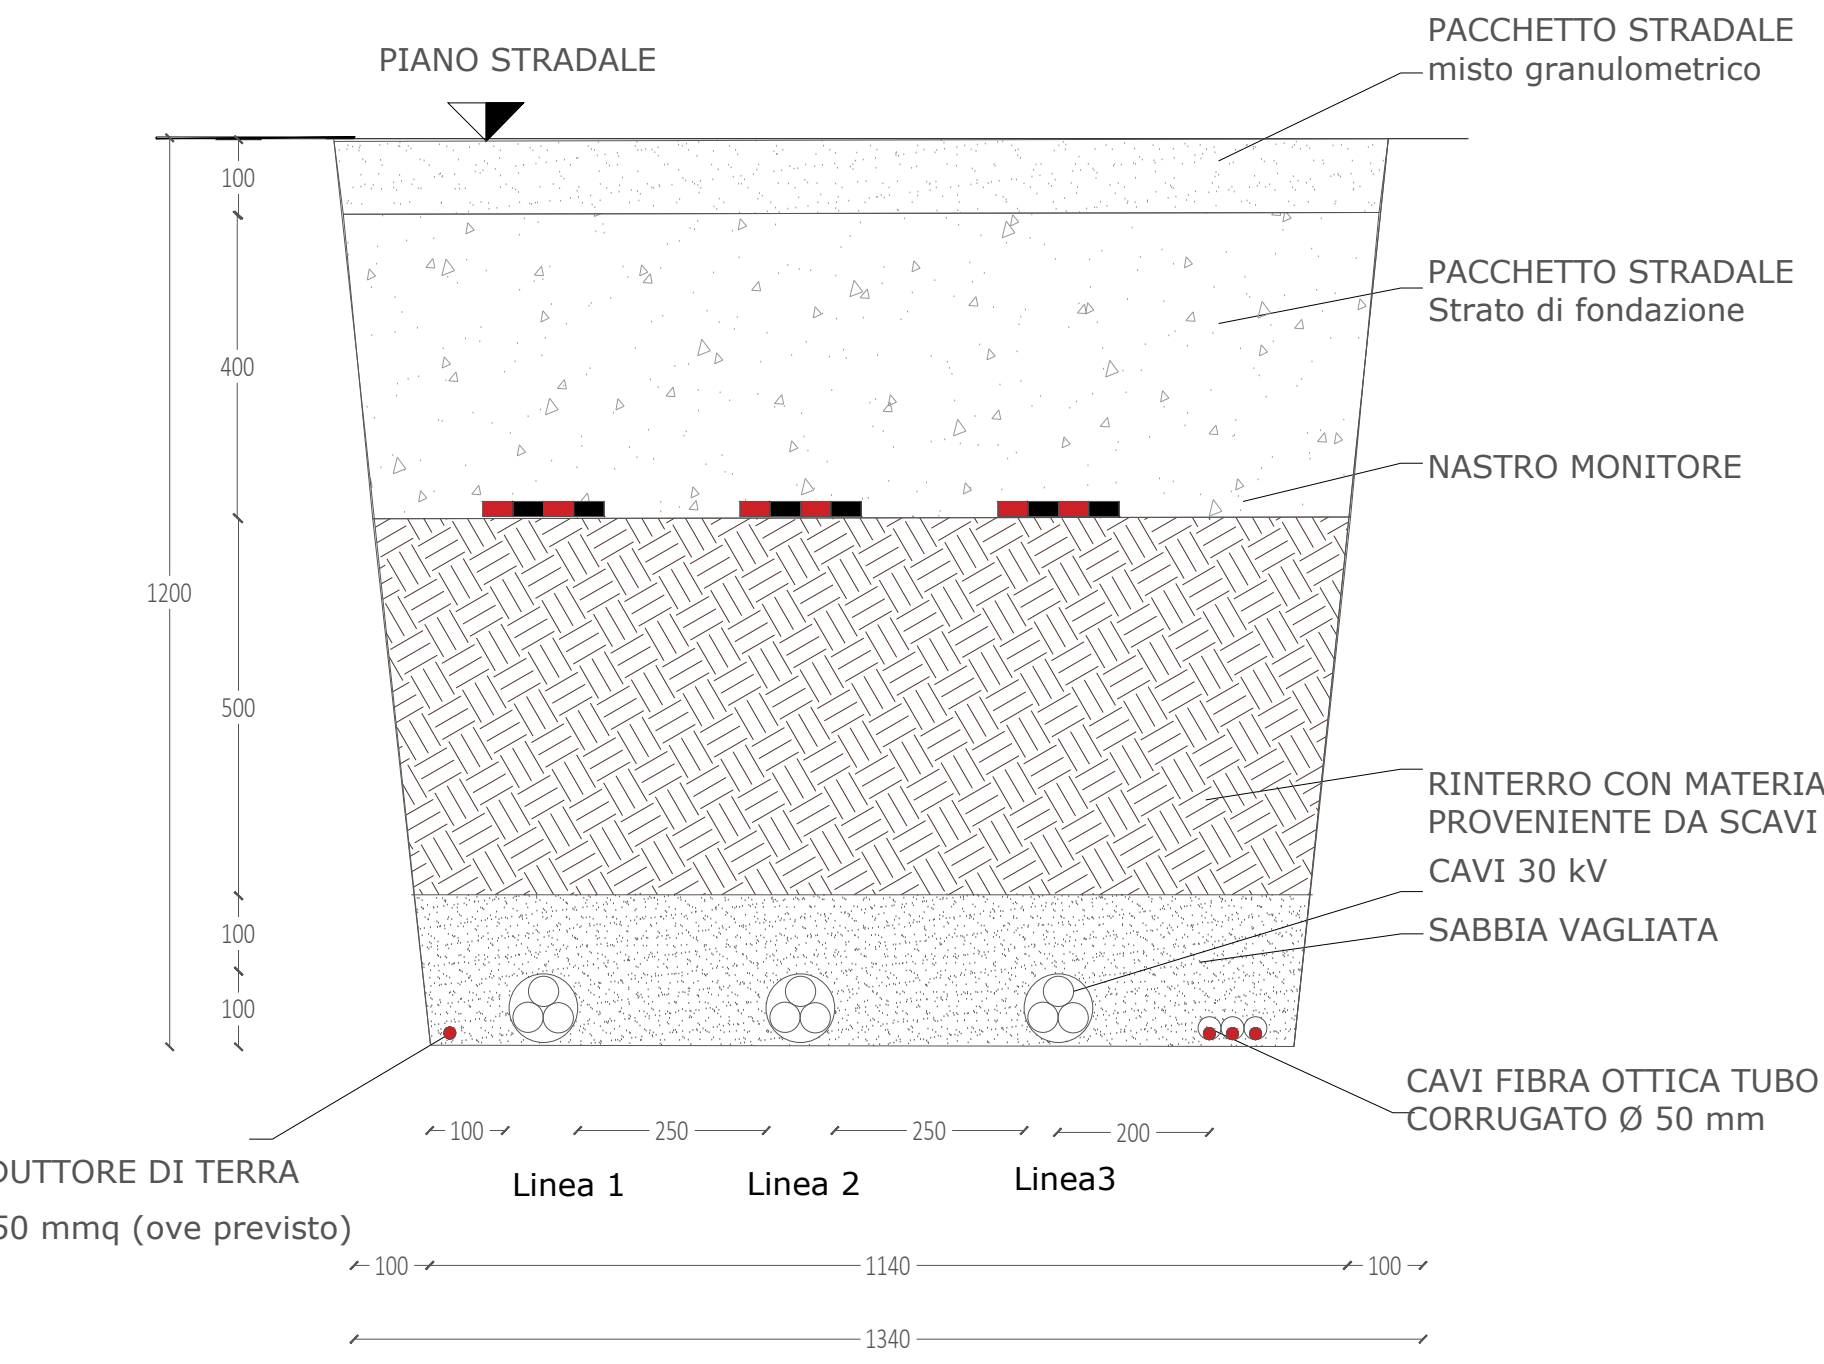 PACCHETTO STRADALE
misto granulometrico
PIANO STRADALE
100
PACCHETTO STRADALE
Strato di fondazione
400
NASTRO MONITORE
1200
500
RINTERRO CON MATERIA
PROVENIENTE DA SCAVI
CAVI 30 kV
SABBIA VAGLIATA
100
100
CAVI FIBRA OTTICA TUBO
CORRUGATO Ø 50 mm
100 250 250 200
DUTTORE DI TERRA
50 mmq (ove previsto)
Linea 1 Linea 2 Linea3
100 1140 100
1340